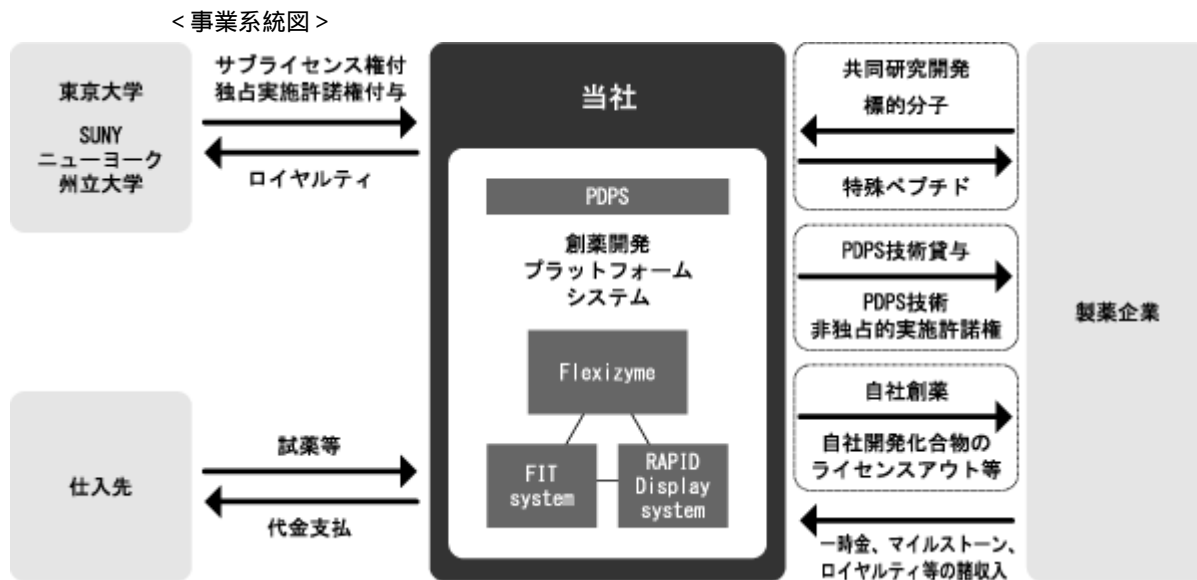 <事業系統図>
東京大学
SUNY
ニューヨーク
州立大学
サブライセンス権付
独占実施許諾権付与
ロイヤルティ
仕入先
試薬等
代金支払
当社
PDPS
創薬開発
プラットフォーム
システム
Flexizyme
FIT
system
RAPID
Display
system
共同研究開発
標的分子
特殊ペプチド
PDPS技術貸与
PDPS技術
非独占的実施許諾権
自社創薬
自社開発化合物の
ライセンスアウト等
一時金、マイルストーン、
ロイヤルティ等の諸収入
製薬企業